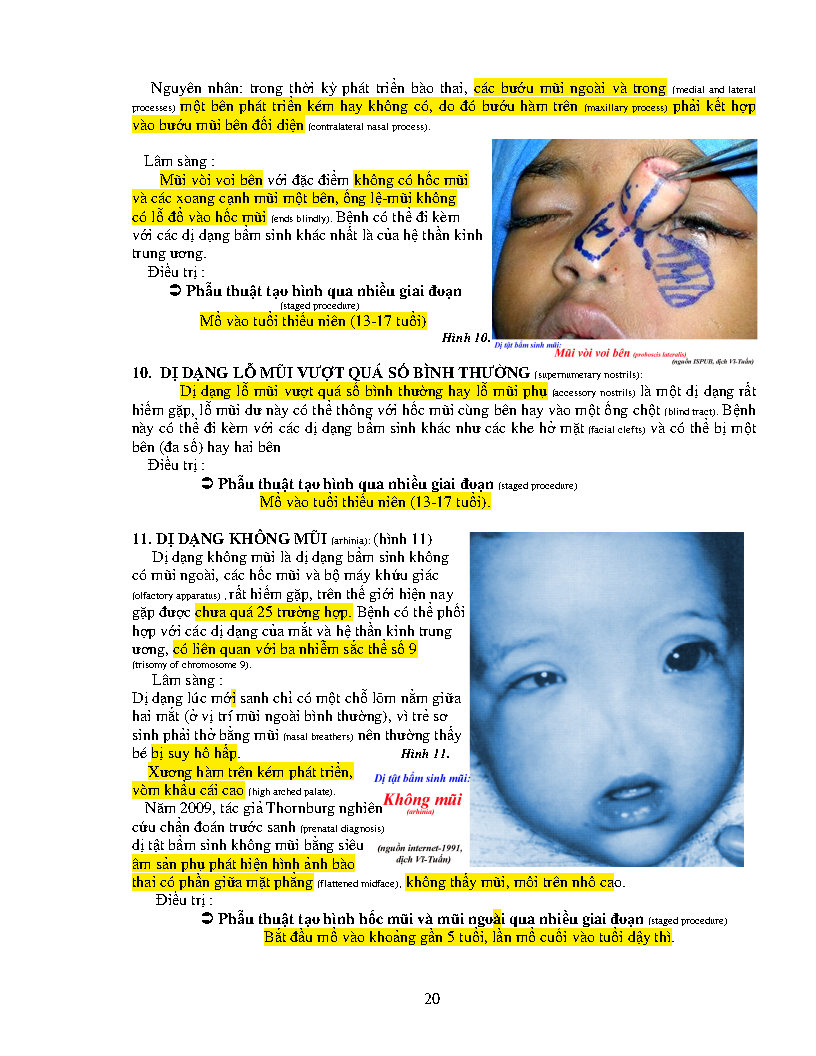 Nguyên nhân: trong thời kỳ phát triển bào thai, các bướu mũi ngoài và trong (medial and lateral
processes) một bên phát triển kém hay không có, do đó bướu hàm trên (maxillary process) phải kết hợp
vào bướu mũi bên đối diện (contralateral nasal process).
Lâm sàng :
Mũi vòi voi bên với đặc điểm không có hốc mũi
và các xoang cạnh mũi một bên, ống lệ-mũi không
có lỗ đổ vào hốc mũi (ends blindly). Bệnh có thể đi kèm
với các dị dạng bẩm sinh khác nhất là của hệ thần kinh
trung ương.
Điều trị :
➲ Phẫu thuật tạo hình qua nhiều giai đoạn
(staged procedure)
Mổ vào tuổi thiếu niên (13-17 tuổi)
Hình 10. Dị tật bẩm sinh mũi:
Mũi vòi voi bên (proboscis lateralis)
(nguồn ISPUB, dịch Vĩ-Tuấn)
10. DỊ DẠNG LỖ MŨI VƯỢT QUÁ SỐ BÌNH THƯỜNG (supernumerary nostrils):
Dị dạng lỗ mũi vượt quá số bình thường hay lỗ mũi phụ (accessory nostrils) là một dị dạng rất
hiếm gặp, lỗ mũi dư này có thể thông với hốc mũi cùng bên hay vào một ống chột (blind tract). Bệnh
này có thể đi kèm với các dị dạng bẩm sinh khác như các khe hở mặt (facial clefts) và có thể bị một
bên (đa số) hay hai bên
Điều trị :
➲ Phẫu thuật tạo hình qua nhiều giai đoạn (staged procedure)
Mổ vào tuổi thiếu niên (13-17 tuổi).
11. DỊ DẠNG KHÔNG MŨI (arhinia): (hình 11)
Dị dạng không mũi là dị dạng bẩm sinh không
có mũi ngoài, các hốc mũi và bộ máy khứu giác
(olfactory apparatus) , rất hiếm gặp, trên thế giới hiện nay
gặp được chưa quá 25 trường hợp. Bệnh có thể phối
hợp với các dị dạng của mắt và hệ thần kinh trung
ương, có liên quan với ba nhiễm sắc thể số 9
(trisomy of chromosome 9).
Lâm sàng :
Dị dạng lúc mới sanh chỉ có một chỗ lõm nằm giữa
hai mắt (ở vị trí mũi ngoài bình thường), vì trẻ sơ
sinh phải thở bằng mũi (nasal breathers) nên thường thấy
bé bị suy hô hấp. Hình 11.
Xương hàm trên kém phát triển, Dị tật bẩm sinh mũi:
vòm khẩu cái cao (high arched palate).
Không mũi
(arhinia)
Năm 2009, tác giả Thornburg nghiên
cứu chẩn đoán trước sanh (prenatal diagnosis)
dị tật bẩm sinh không mũi bằng siêu (nguồn internet-1991,
âm sản phụ phát hiện hình ảnh bào dịch Vĩ-Tuấn)
thai có phần giữa mặt phẳng (flattened midface), không thấy mũi, môi trên nhô cao.
Điều trị :
➲ Phẫu thuật tạo hình hốc mũi và mũi ngoài qua nhiều giai đoạn (staged procedure)
Bắt đầu mổ vào khoảng gần 5 tuổi, lần mổ cuối vào tuổi dậy thì.
20